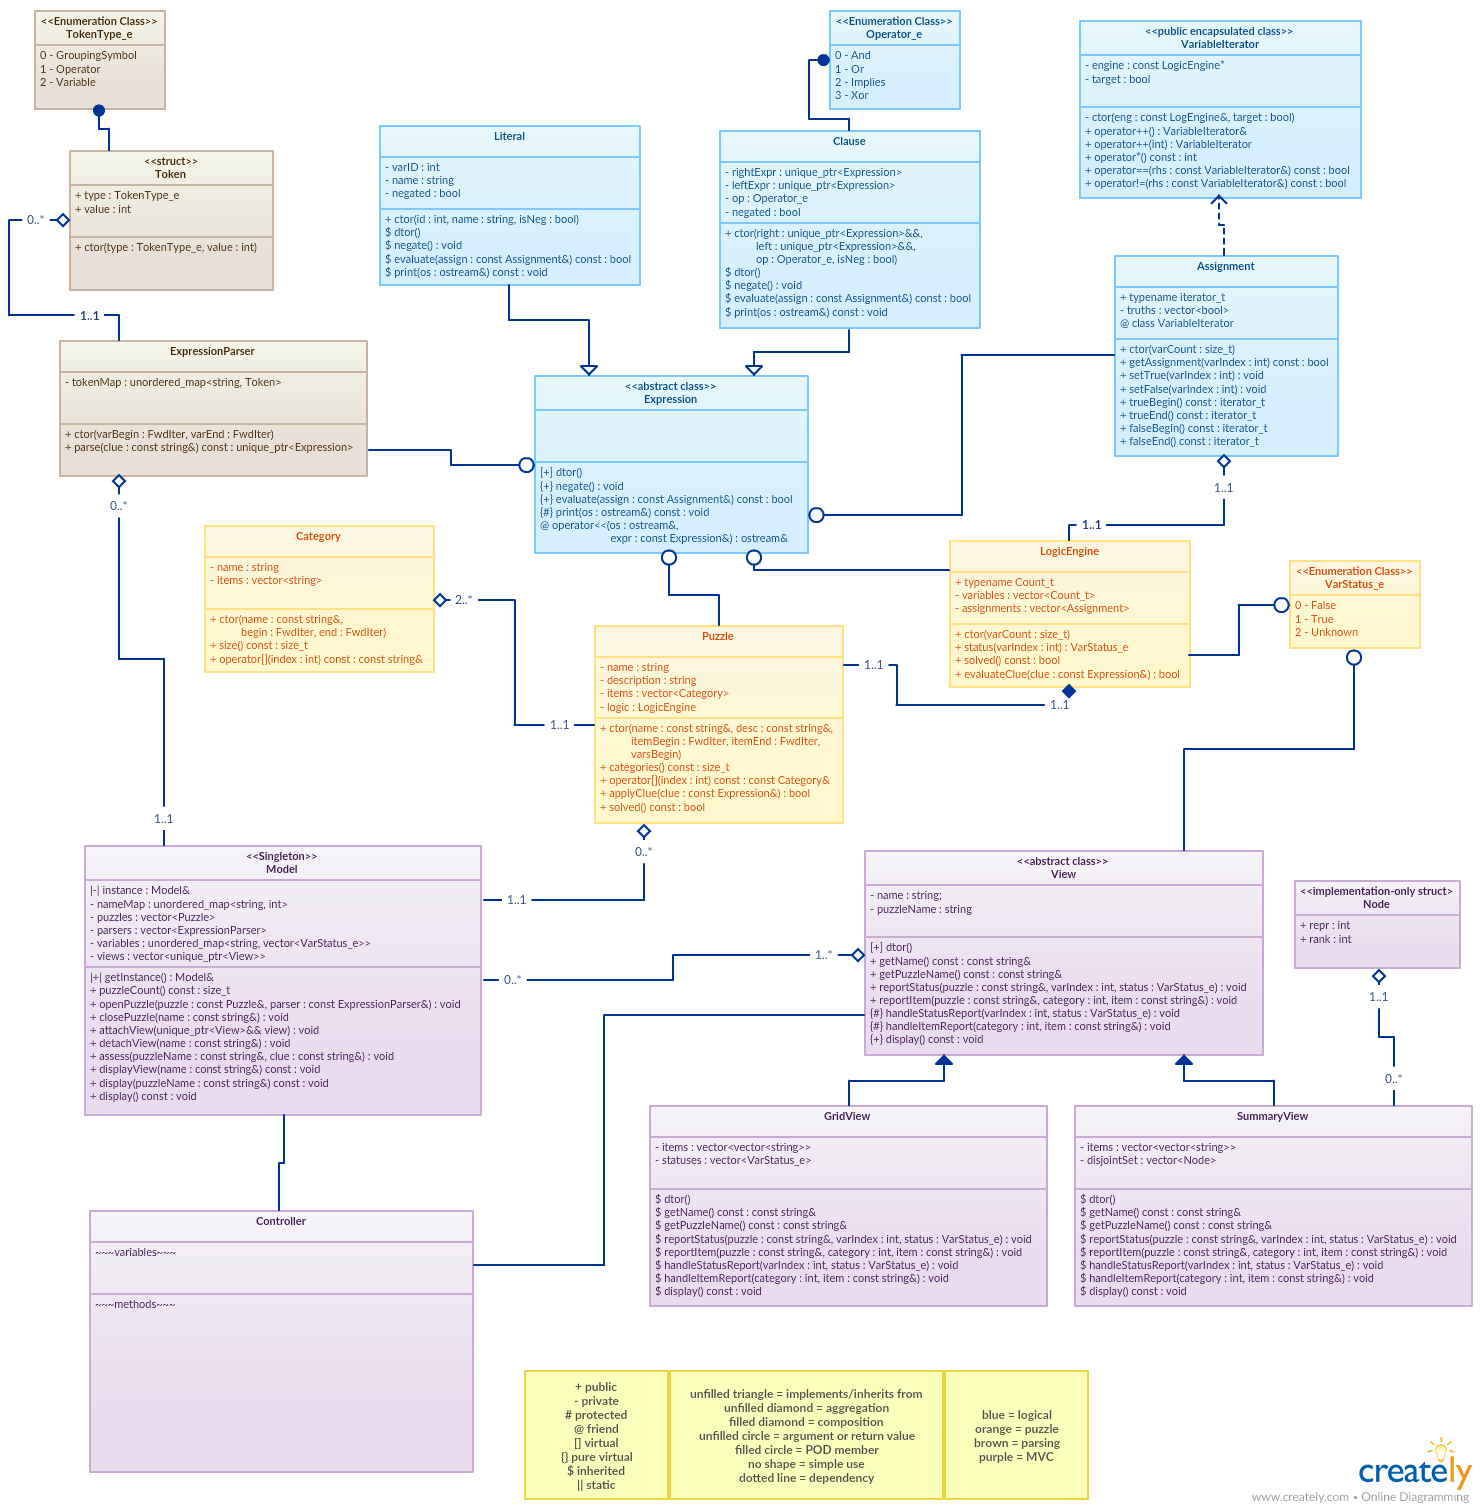 <<Enumeration Class>>
TokenType_e
0 - GroupingSymbol
1 - Operator
2 - Variable
<<Enumeration Class>>
Operator_e
0 - And
1 - Or
2 - Implies
3 - Xor
<<public encapsulated class>>
VariableIterator
- engine : const LogicEngine*
- target : bool
- ctor(eng : const LogEngine&, target : bool)
+ operator++() : VariableIterator&
+ operator++(int) : VariableIterator
+ operator*() const : int
+ operator==(rhs : const VariableIterator&) const : bool
+ operator!=(rhs : const VariableIterator&) const : bool
<<struct>>
Token
+ type : TokenType_e
+ value : int
+ ctor(type : TokenType_e, value : int)
0..*
1..1
Literal
- varID : int
- name : string
- negated : bool
+ ctor(id : int, name : string, isNeg : bool)
$ dtor()
$ negate() : void
$ evaluate(assign : const Assignment&) const : bool
$ print(os : ostream&) const : void
Clause
- rightExpr : unique_ptr<Expression>
- leftExpr : unique_ptr<Expression>
- op : Operator_e
- negated : bool
+ ctor(right : unique_ptr<Expression>&&,
left : unique_ptr<Expression>&&,
op : Operator_e, isNeg : bool)
$ dtor()
$ negate() : void
$ evaluate(assign : const Assignment&) const : bool
$ print(os : ostream&) const : void
Assignment
+ typename iterator_t
- truths : vector<bool>
@ class VariableIterator
+ ctor(varCount : size_t)
+ getAssignment(varIndex : int) const : bool
+ setTrue(varIndex : int) : void
+ setFalse(varIndex : int) : void
+ trueBegin() const : iterator_t
+ trueEnd() const : iterator_t
+ falseBegin() const : iterator_t
+ falseEnd() const : iterator_t
ExpressionParser
- tokenMap : unordered_map<string, Token>
+ ctor(varBegin : FwdIter, varEnd : FwdIter)
+ parse(clue : const string&) const : unique_ptr<Expression>
0..*
<<abstract class>>
Expression
[+] dtor()
{+} negate() : void
{+} evaluate(assign : const Assignment&) const : bool
{#} print(os : ostream&) const : void
@ operator<<(os : ostream&,
expr : const Expression&) : ostream&
1..1
1..1
Category
- name : string
- items : vector<string>
+ ctor(name : const string&,
begin : FwdIter, end : FwdIter)
+ size() const : size_t
+ operator[](index : int) const : const string&
2..*
1..1
LogicEngine
+ typename Count_t
- variables : vector<Count_t>
- assignments : vector<Assignment>
+ ctor(varCount : size_t)
+ status(varIndex : int) : VarStatus_e
+ solved() const : bool
+ evaluateClue(clue : const Expression&) : bool
<<Enumeration Class>>
VarStatus_e
0 - False
1 - True
2 - Unknown
Puzzle
- name : string
- description : string
- items : vector<Category>
- logic : LogicEngine
+ ctor(name : const string&, desc : const string&,
itemBegin : FwdIter, itemEnd : FwdIter,
varsBegin)
+ categories() const : size_t
+ operator[](index : int) const : const Category&
+ applyClue(clue : const Expression&) : bool
+ solved() const : bool
1..1
1..1
1..1
0..*
1..1
<<Singleton>>
Model
|-| instance : Model&
- nameMap : unordered_map<string, int>
- puzzles : vector<Puzzle>
- parsers : vector<ExpressionParser>
- variables : unordered_map<string, vector<VarStatus_e>>
- views : vector<unique_ptr<View>>
|+| getInstance() : Model&
+ puzzleCount() const : size_t
+ openPuzzle(puzzle : const Puzzle&, parser : const ExpressionParser&) : void
+ closePuzzle(name : const string&) : void
+ attachView(unique_ptr<View>&& view) : void
+ detachView(name : const string&) : void
+ assess(puzzleName : const string&, clue : const string&) : void
+ displayView(name : const string&) : void
+ display(puzzleName : const string&) const : void
+ display() const : void
0..*
1..*
<<abstract class>>
View
- name : string;
- puzzleName : string
[+] dtor()
+ getName() const : const string&
+ getPuzzleName() const : const string&
+ reportStatus(puzzle : const string&, varIndex : int, status : VarStatus_e) : void
+ reportItem(puzzle : const string&, category : int, item : const string&) : void
{#} handleStatusReport(varIndex : int, status : VarStatus_e) : void
{#} handleItemReport(category : int, item : const string&) : void
{+} display() const : void
<<implementation-only struct>
Node
+ repr : int
+ rank : int
1..1
0..*
GridView
- items : vector<vector<string>>
- statuses : vector<VarStatus_e>
$ dtor()
$ getName() const : const string&
$ getPuzzleName() const : const string&
$ reportStatus(puzzle : const string&, varIndex : int, status : VarStatus_e) : void
$ reportItem(puzzle : const string&, category : int, item : const string&) : void
$ handleStatusReport(varIndex : int, status : VarStatus_e) : void
$ handleItemReport(category : int, item : const string&) : void
$ display() const : void
SummaryView
- items : vector<vector<string>>
- disjointSet : vector<Node>
$ dtor()
$ getName() const : const string&
$ getPuzzleName() const : const string&
$ reportStatus(puzzle : const string&, varIndex : int, status : VarStatus_e) : void
$ reportItem(puzzle : const string&, category : int, item : const string&) : void
$ handleStatusReport(varIndex : int, status : VarStatus_e) : void
$ handleItemReport(category : int, item : const string&) : void
$ display() const : void
Controller
~~~variables~~~
~~~methods~~~
+ public
- private
# protected
@ friend
[] virtual
{} pure virtual
$ inherited
|| static
unfilled triangle = implements/inherits from
unfilled diamond = aggregation
filled diamond = composition
unfilled circle = argument or return value
filled circle = POD member
no shape = simple use
dotted line = dependency
blue = logical
orange = puzzle
brown = parsing
purple = MVC
creately
www.creately.com • Online Diagramming